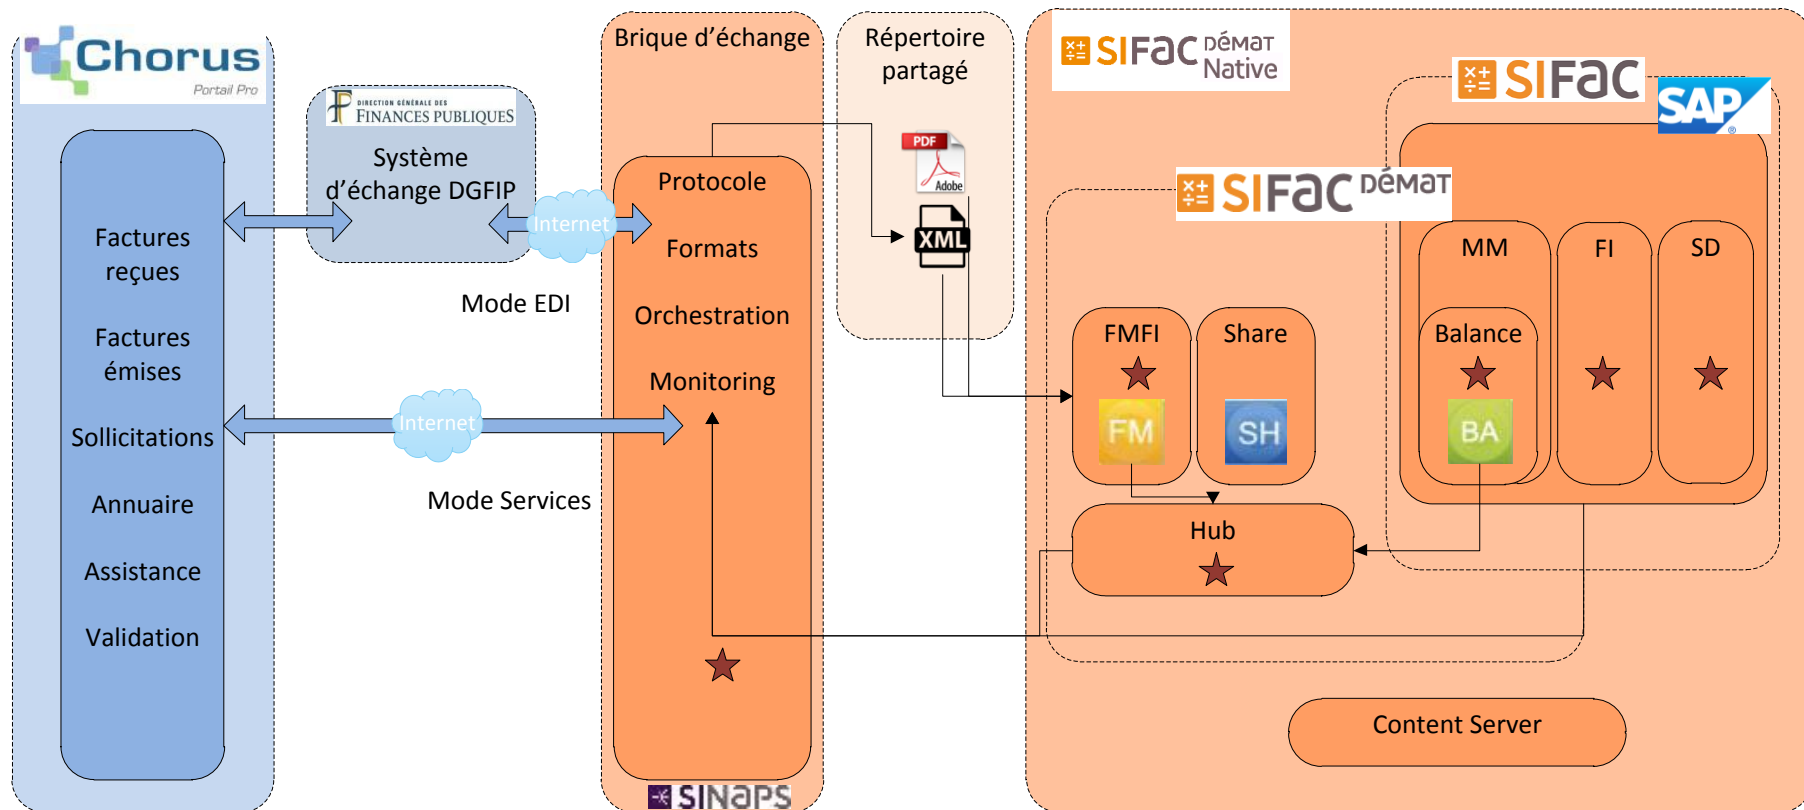 Chorus
Portail Pro
Factures
reçues
Factures
émises
Sollicitations
Annuaire
Assistance
Validation
DIRECTION GÉNÉRALE DES
FINANCES PUBLIQUES
Système
d'échange DGFIP
Internet
Mode EDI
Internet
Mode Services
Brique d'échange
Protocole
Formats
Orchestration
Monitoring
SINAPS
Répertoire
partagé
PDF
Adobe
XML
SIFAC DÉMAT
Native
SIFAC
SAP
SIFAC DÉMAT
MM
FI
SD
Balance
BA
FMFI
FM
Share
SH
Hub
Content Server